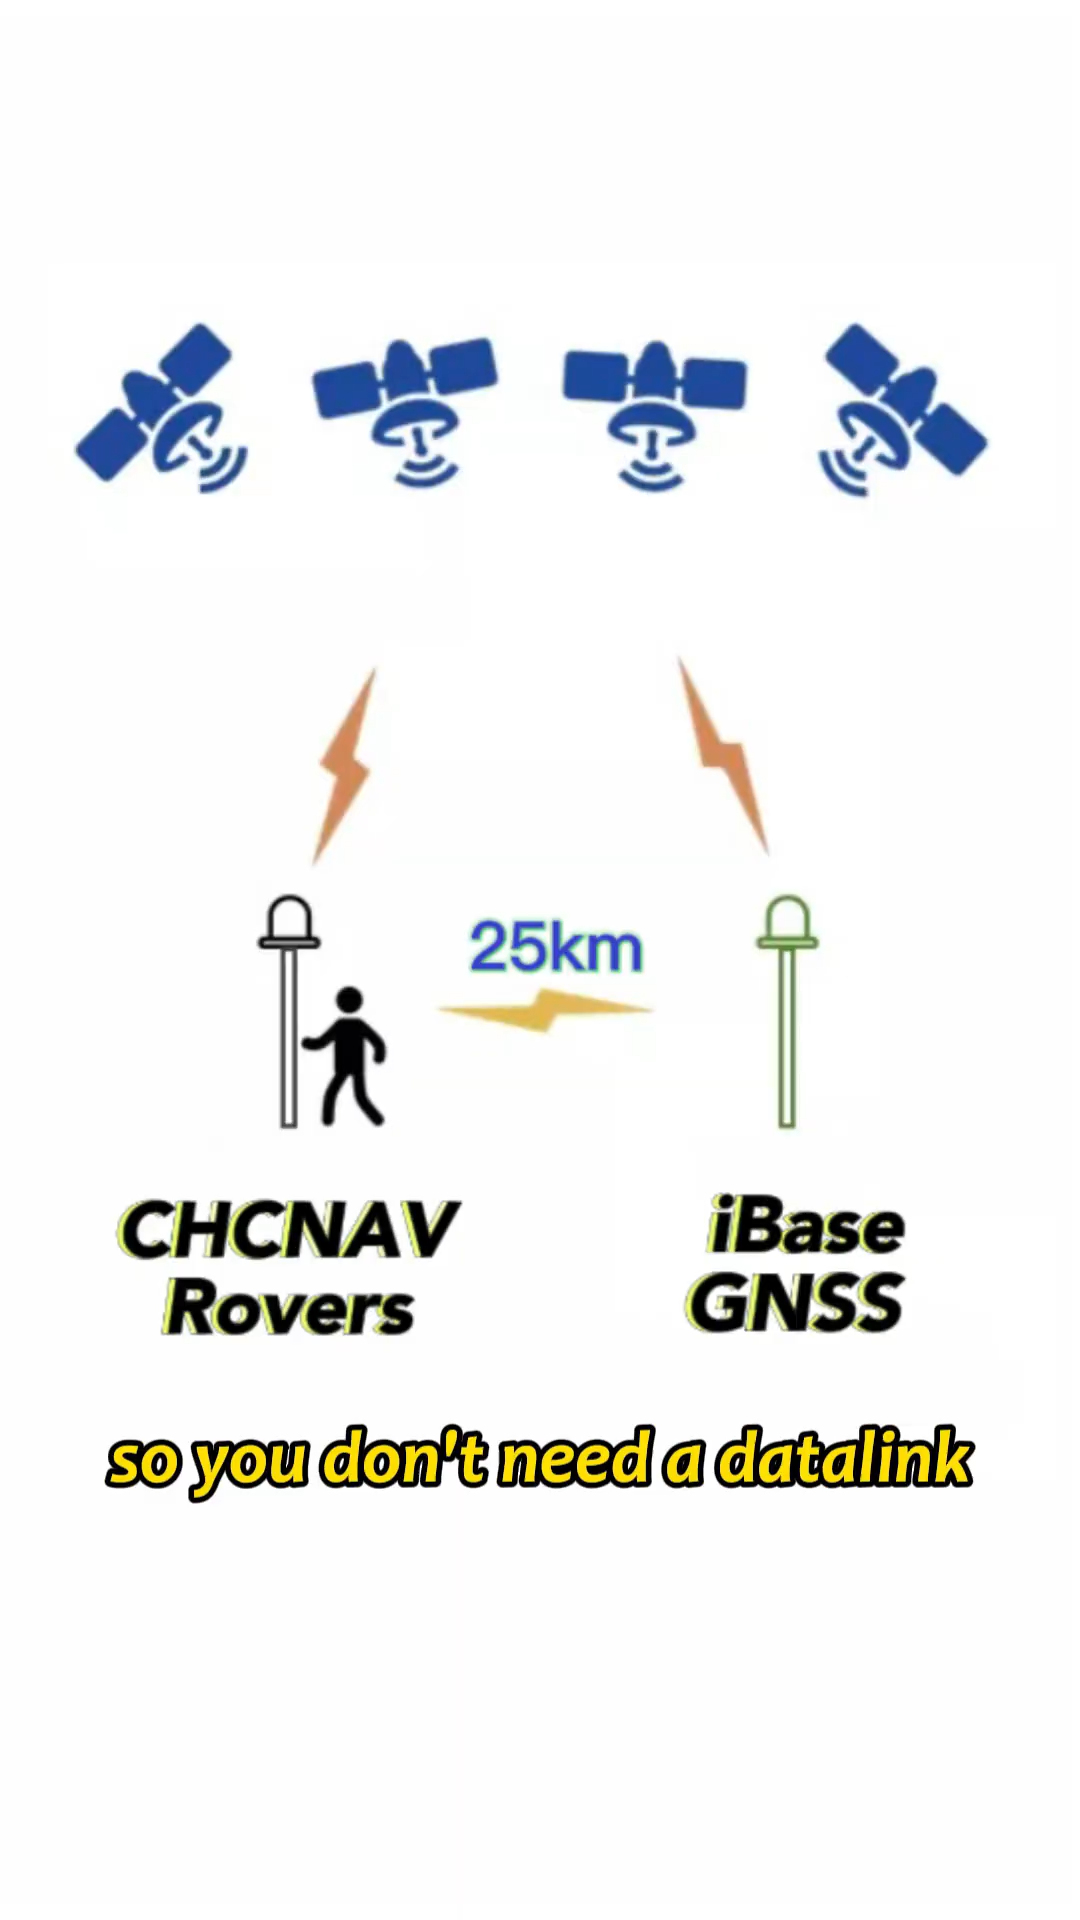 25km
CHCNAV
Rovers
iBase
GNSS
so you don't need a datalink